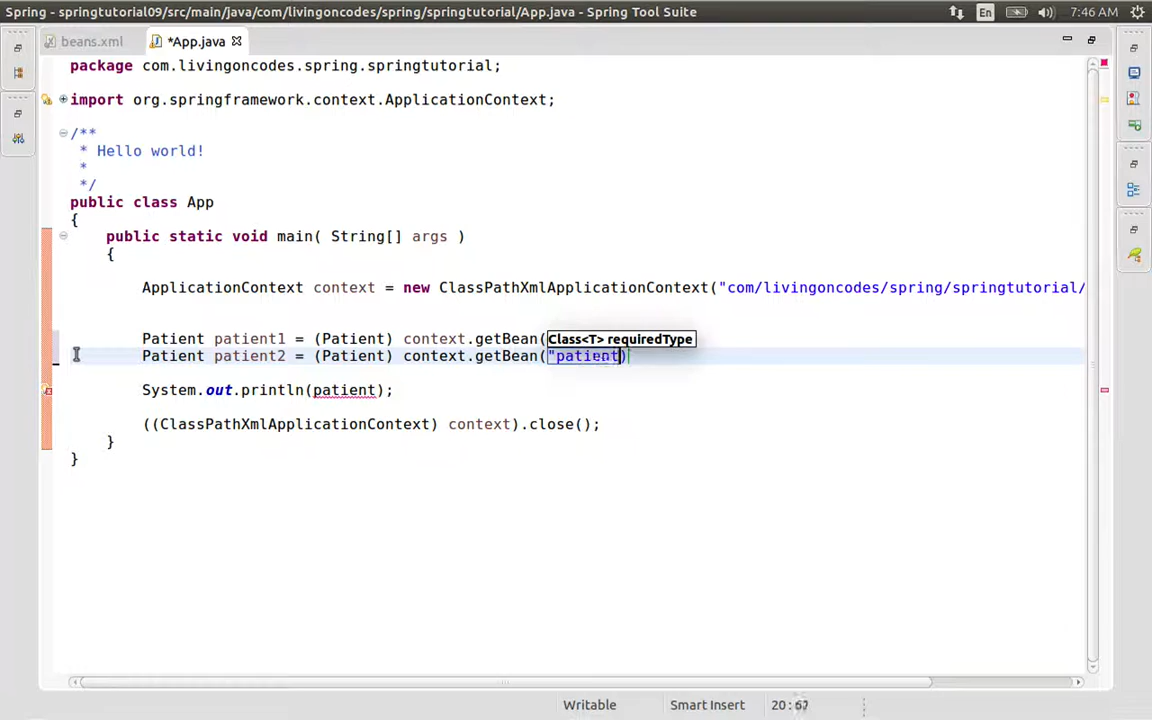 Spring - springtutorial09/src/main/java/com/livingoncodes/spring/springtutorial/App.java - Spring Tool Suite
En
7:46 AM
beans.xml
*App.java
package com.livingoncodes.spring.springtutorial;
import org.springframework.context.ApplicationContext;
/**
* Hello world!
*
*/
public class App
{
public static void main( String[] args )
{
ApplicationContext context = new ClassPathXmlApplicationContext("com/livingoncodes/spring/springtutorial/
Patient patient1 = (Patient) context.getBean(
Class<T> requiredType
Patient patient2 = (Patient) context.getBean("patient)
System.out.println(patient);
((ClassPathXmlApplicationContext) context).close();
}
}
Writable
Smart Insert